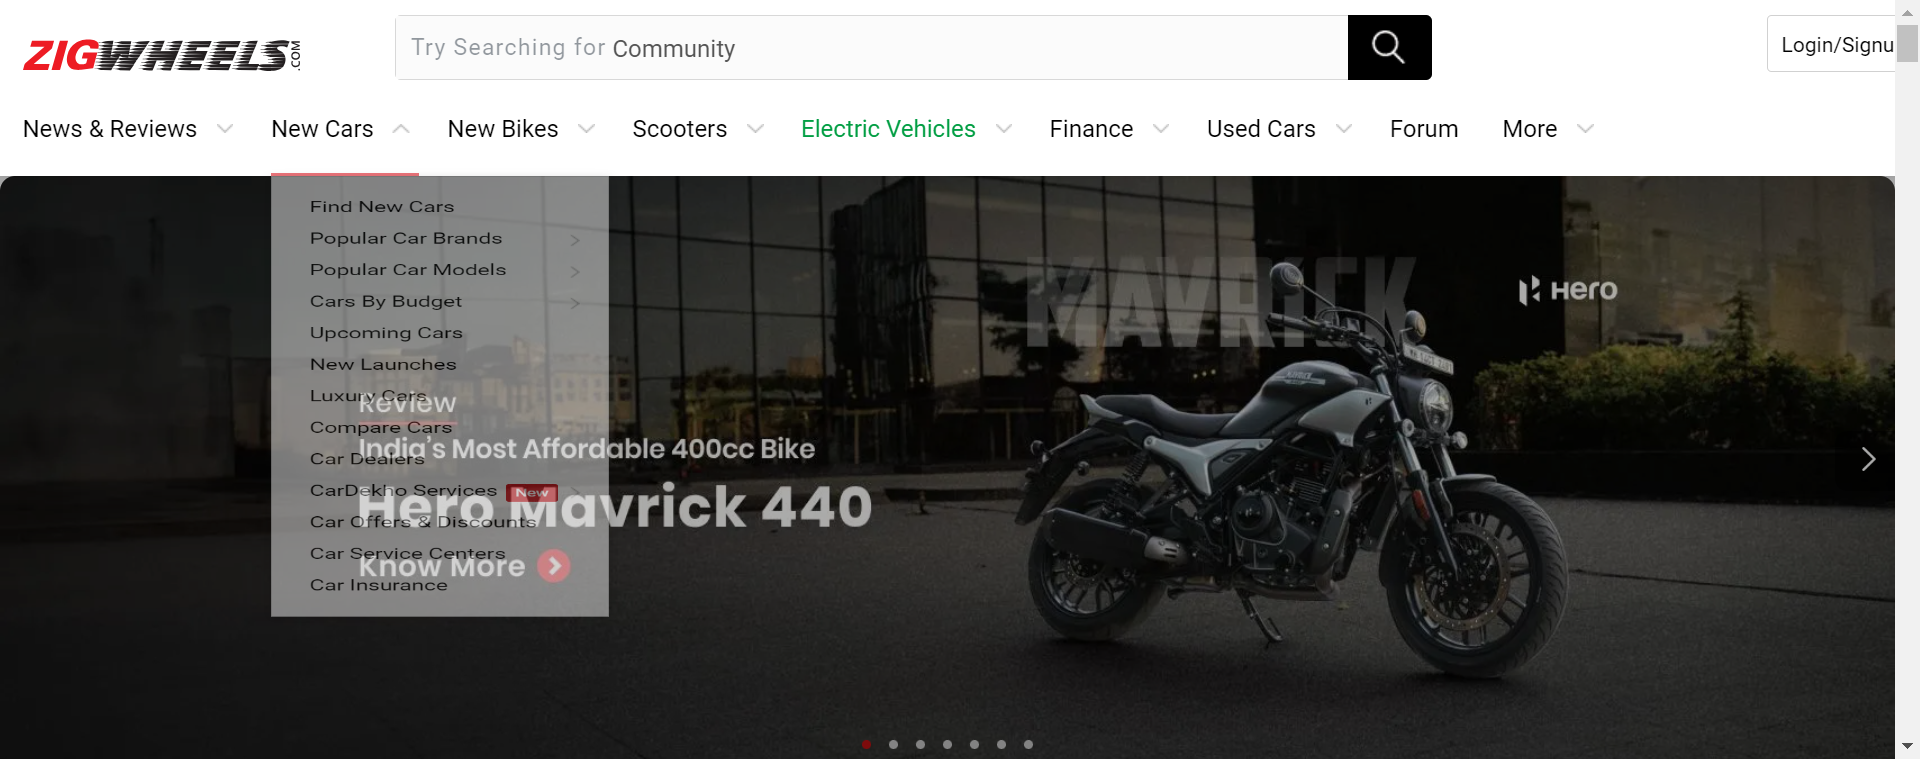 ZIGWHEELS.COM
Try Searching for Community
Login/Signu
News & Reviews
New Cars
New Bikes
Scooters
Electric Vehicles
Finance
Used Cars
Forum
More
Find New Cars
Popular Car Brands
Popular Car Models
Cars By Budget
Upcoming Cars
New Launches
Luxury Cars
Compare Cars
Car Dealers
CarDekho Services New
Car Offers & Discounts
Car Service Centers
Car Insurance
Review
India's Most Affordable 400cc Bike
Hero Mavrick 440
Know More
MAVRICK
Hero